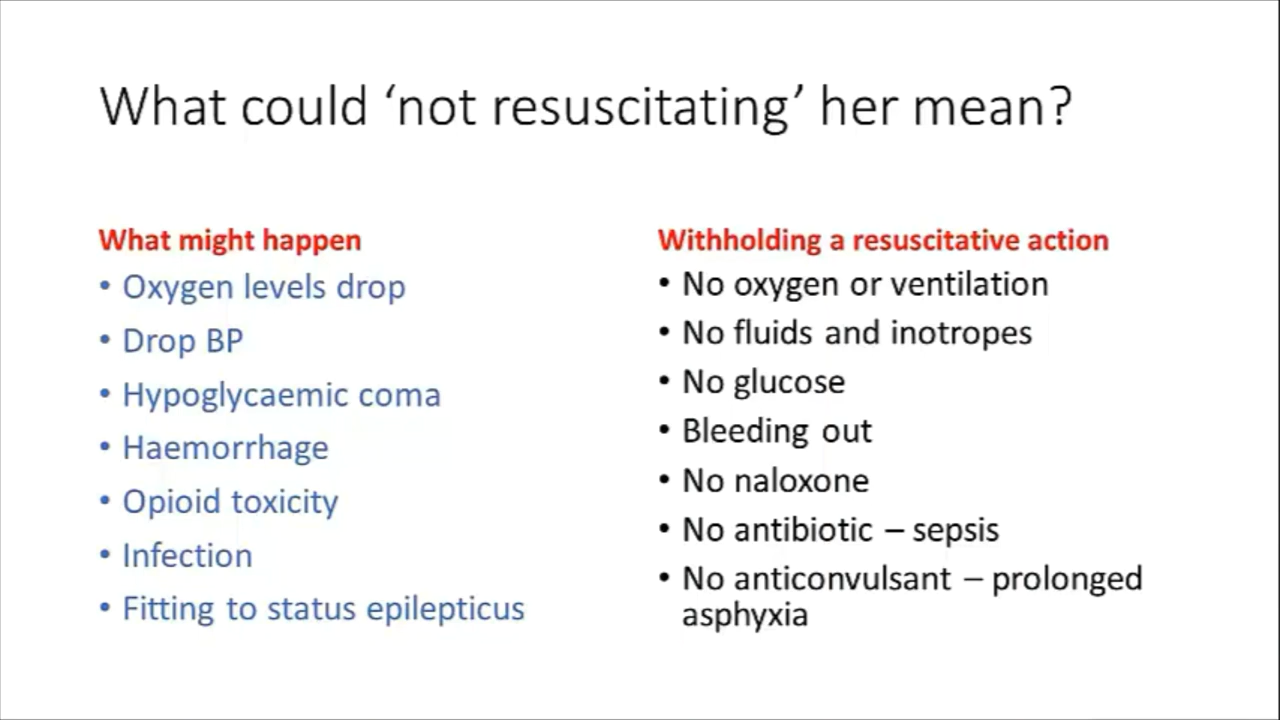 What could ‘not resuscitating’ her mean?
What might happen
• Oxygen levels drop
• Drop BP
• Hypoglycaemic coma
• Haemorrhage
• Opioid toxicity
• Infection
• Fitting to status epilepticus
Withholding a resuscitative action
• No oxygen or ventilation
• No fluids and inotropes
• No glucose
• Bleeding out
• No naloxone
• No antibiotic – sepsis
• No anticonvulsant – prolonged
asphyxia